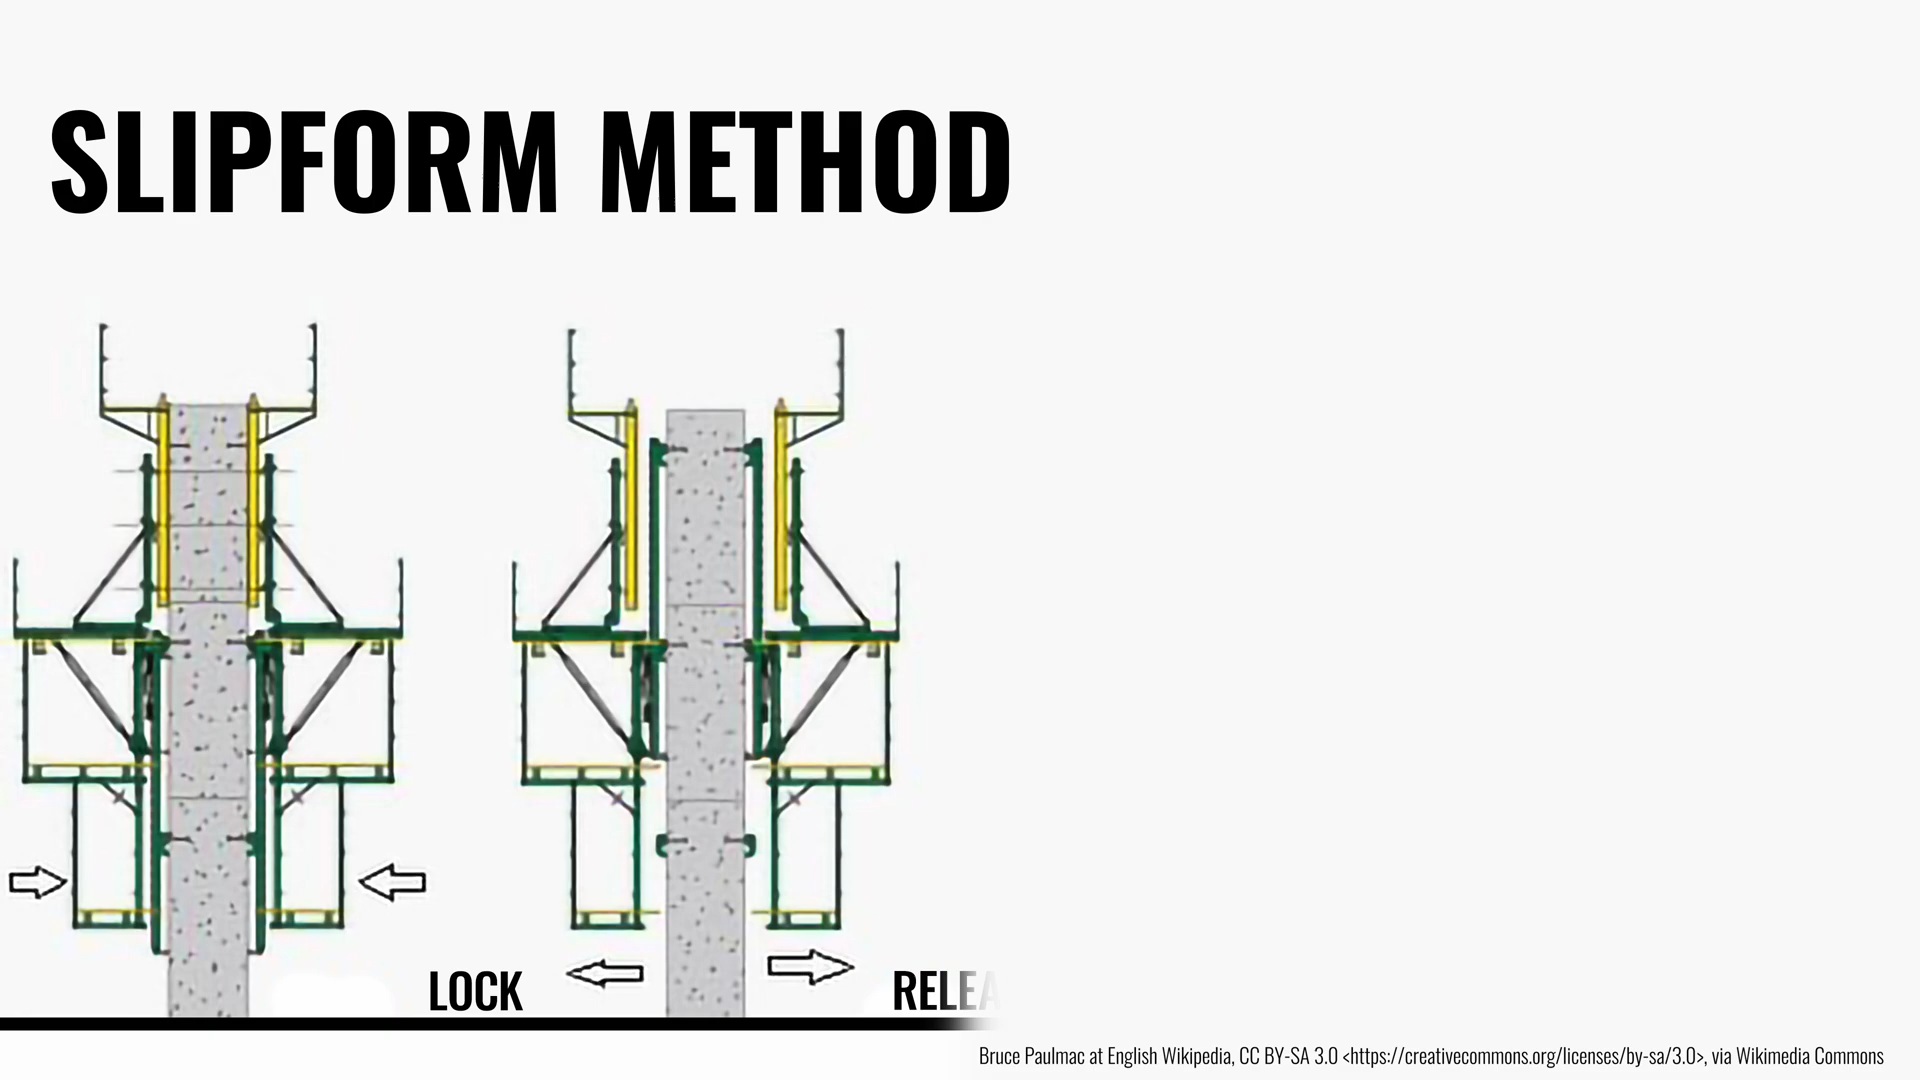 SLIPFORM METHOD
LOCK
RELEA
Bruce Paulmac at English Wikipedia, CC BY-SA 3.0 <https://creativecommons.org/licenses/by-sa/3.0>, via Wikimedia Commons